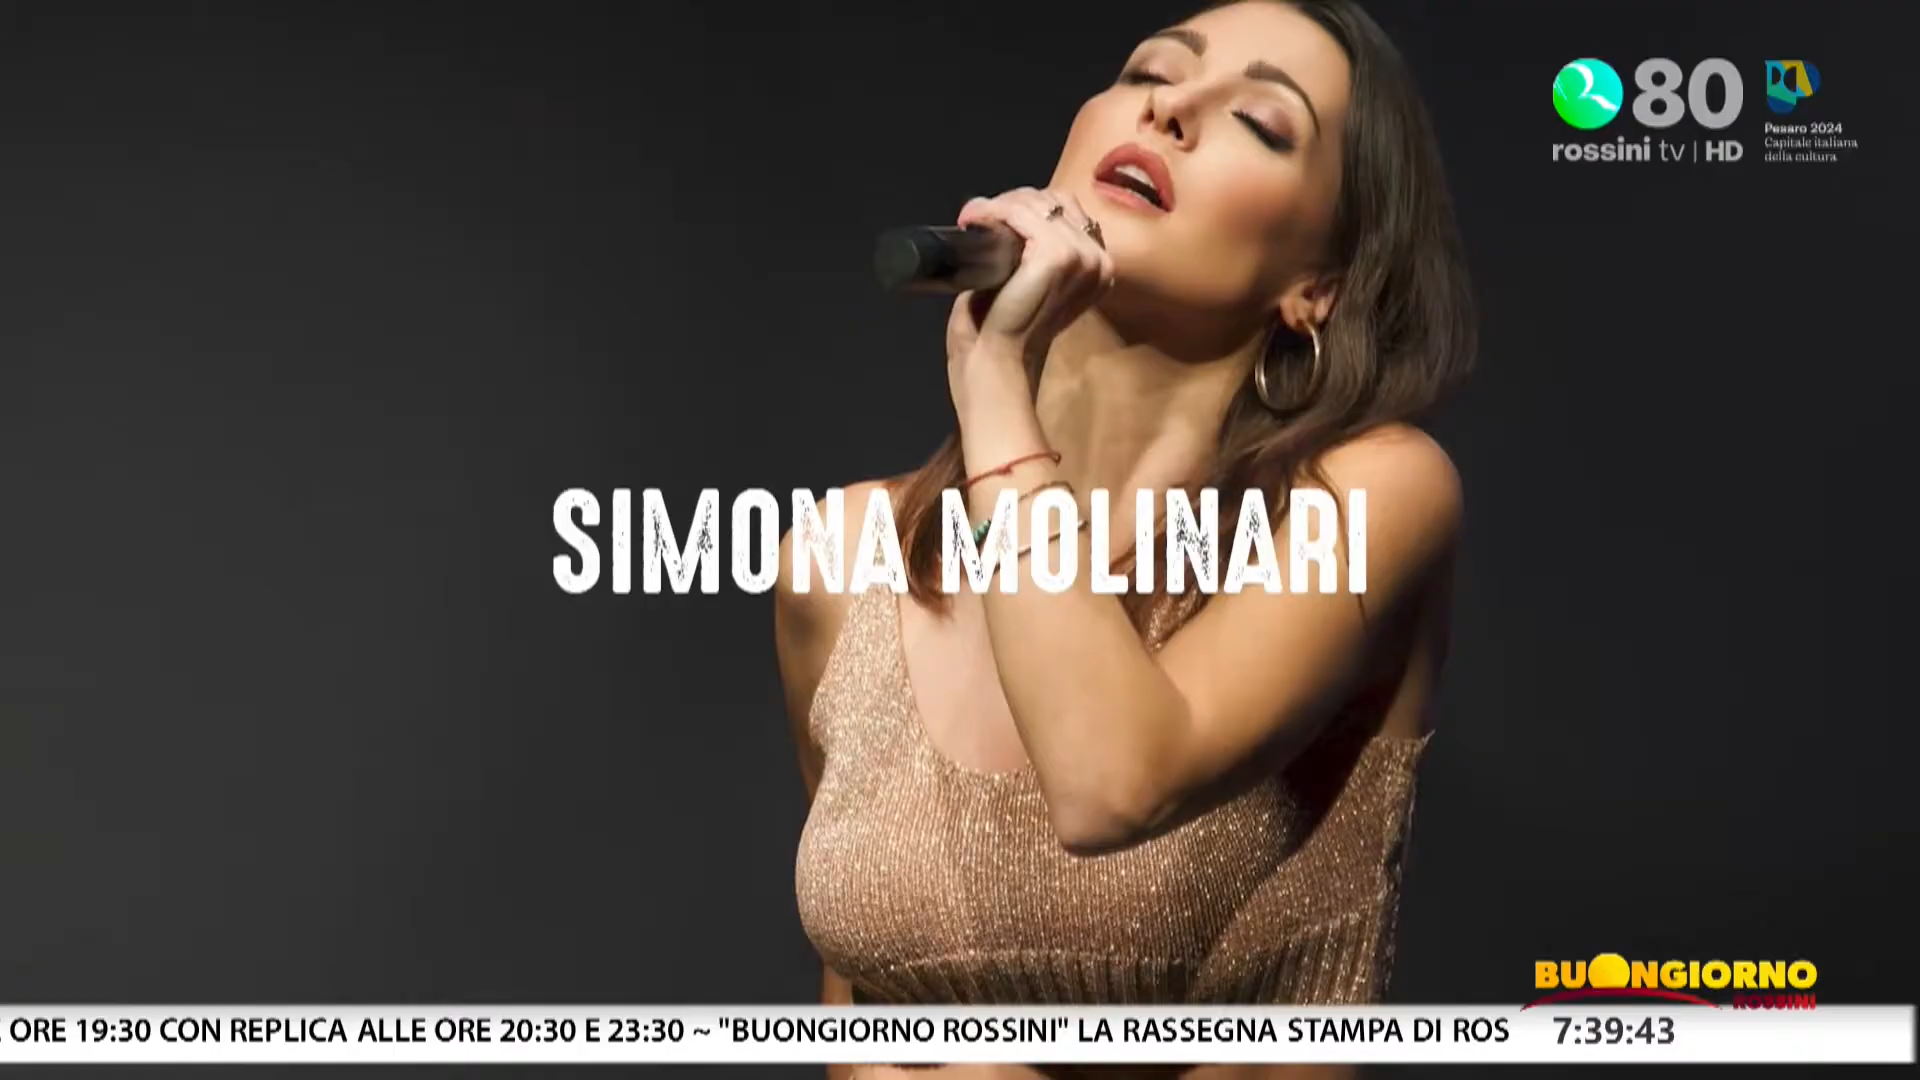 80
rossini tv | HD
Pesaro 2024
Capitale italiana
della cultura
SIMONA MOLINARI
BUONGIORNO
ROSSINI
ORE 19:30 CON REPLICA ALLE ORE 20:30 E 23:30 ~ "BUONGIORNO ROSSINI" LA RASSEGNA STAMPA DI ROS
7:39:43